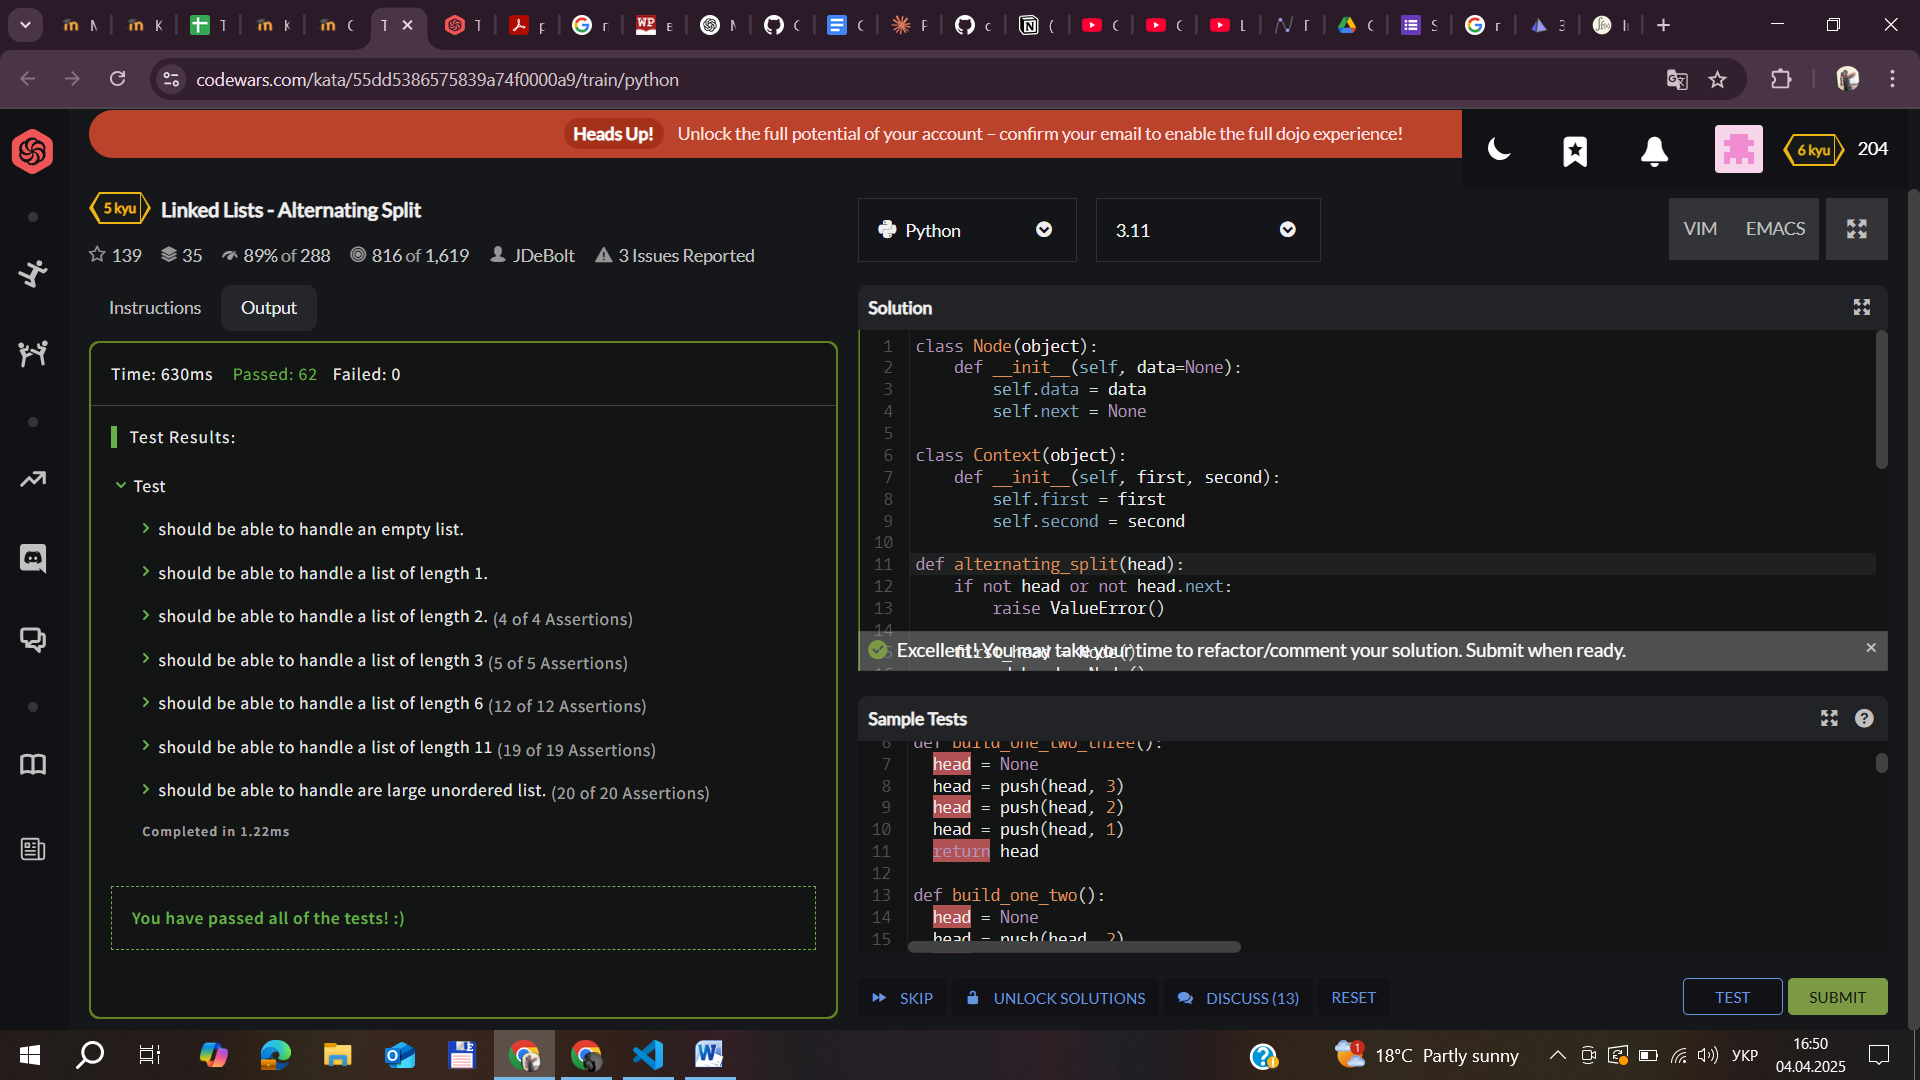 codewars.com/kata/55dd5386575839a74f0000a9/train/python
Heads Up! Unlock the full potential of your account – confirm your email to enable the full dojo experience!
6 kyu 204
5 kyu Linked Lists - Alternating Split
139 35 89% of 288 816 of 1,619 JDeBolt 3 Issues Reported
Python 3.11 VIM EMACS
Instructions Output
Time: 630ms Passed: 62 Failed: 0
Test Results:
Test
should be able to handle an empty list.
should be able to handle a list of length 1.
should be able to handle a list of length 2. (4 of 4 Assertions)
should be able to handle a list of length 3 (5 of 5 Assertions)
should be able to handle a list of length 6 (12 of 12 Assertions)
should be able to handle a list of length 11 (19 of 19 Assertions)
should be able to handle are large unordered list. (20 of 20 Assertions)
Completed in 1.22ms
You have passed all of the tests! :)
Solution
1 class Node(object):
2 def __init__(self, data=None):
3 self.data = data
4 self.next = None
5
6 class Context(object):
7 def __init__(self, first, second):
8 self.first = first
9 self.second = second
10
11 def alternating_split(head):
12 if not head or not head.next:
13 raise ValueError()
14
Excellent! You may take your time to refactor/comment your solution. Submit when ready.
Sample Tests
6 def build_one_two_three():
7 head = None
8 head = push(head, 3)
9 head = push(head, 2)
10 head = push(head, 1)
11 return head
12
13 def build_one_two():
14 head = None
15 head = push(head, 2)
SKIP UNLOCK SOLUTIONS DISCUSS (13) RESET TEST SUBMIT
18°C Partly sunny УКР 16:50
04.04.2025